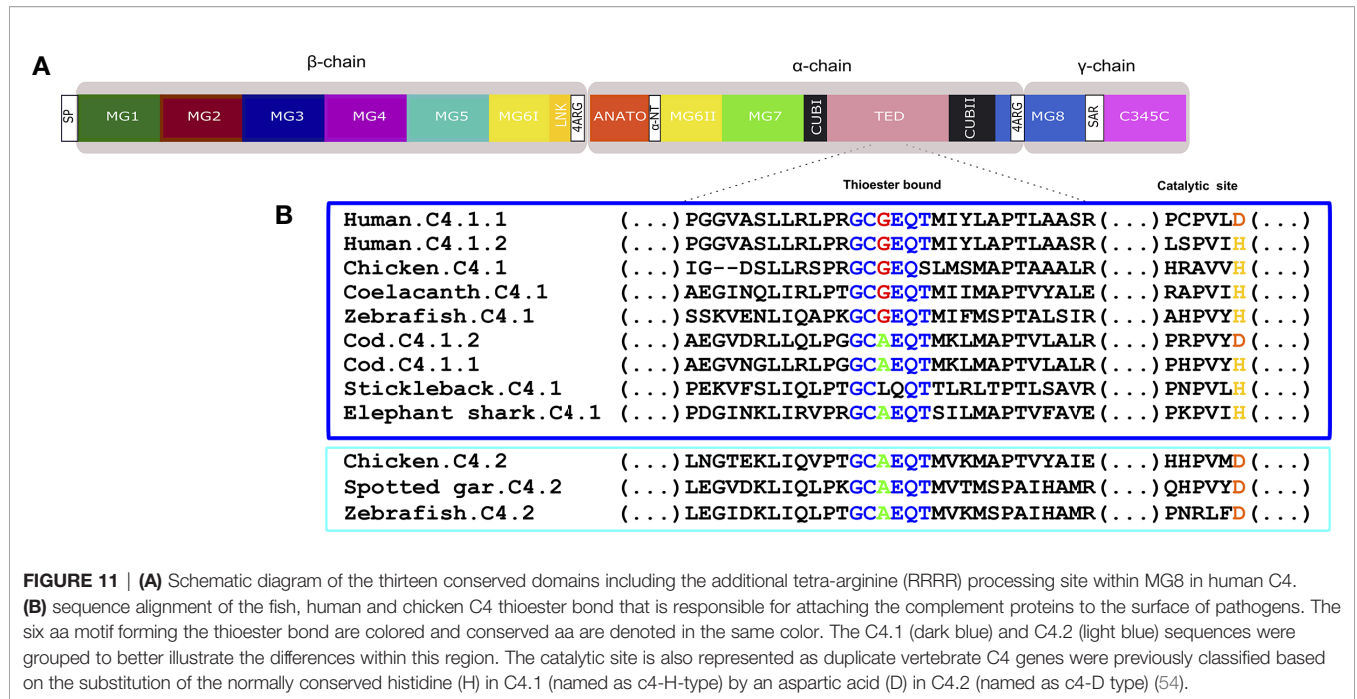 A
β-chain
α-chain
γ-chain
SP MG1 MG2 MG3 MG4 MG5 MG6I LNK 4ARG ANATO α-NT MG6II MG7 CUBI TED CUBII 4ARG MG8 SAR C345C
B
Thioester bound
Catalytic site
Human.C4.1.1 (...)PGGVASLLRLPRGCGEQTMIYLAPTLAASR(...)PCPVLD(...)
Human.C4.1.2 (...)PGGVASLLRLPRGCGEQTMIYLAPTLAASR(...)LSPVIH(...)
Chicken.C4.1 (...)IG--DSLLRSPRGCGEQSLMSMAPTAAALR(...)HRAVVH(...)
Coelacanth.C4.1 (...)AEGINQLIRLPTGCGEQTMIIMAPTVYALE(...)RAPVIH(...)
Zebrafish.C4.1 (...)SSKVENLIQAPKGCGEQTMIFMSPTALSIR(...)AHPVYH(...)
Cod.C4.1.2 (...)AEGVDRLLQLPGGCAEQTMKLMAPTVLALR(...)PRPVYD(...)
Cod.C4.1.1 (...)AEGVNGLLRLPGGCAEQTMKLMAPTVLALR(...)PHPVYH(...)
Stickleback.C4.1 (...)PEKVFSLIQLPTGCLQQTTLRLTPTLSAVR(...)PNPVLH(...)
Elephant shark.C4.1 (...)PDGINKLIRVPRGCAEQTSILMAPTVFAVE(...)PKPVIH(...)
Chicken.C4.2 (...)LNGTEKLIQVPTGCAEQTMVKMAPTVYAIE(...)HHPVMD(...)
Spotted gar.C4.2 (...)LEGVDKLIQLPKGCAEQTMVTMSPAIHAMR(...)QHPVYD(...)
Zebrafish.C4.2 (...)LEGIDKLIQLPTGCAEQTMVKMSPAIHAMR(...)PNRLFD(...)
FIGURE 11 | (A) Schematic diagram of the thirteen conserved domains including the additional tetra-arginine (RRRR) processing site within MG8 in human C4.
(B) sequence alignment of the fish, human and chicken C4 thioester bond that is responsible for attaching the complement proteins to the surface of pathogens. The
six aa motif forming the thioester bond are colored and conserved aa are denoted in the same color. The C4.1 (dark blue) and C4.2 (light blue) sequences were
grouped to better illustrate the differences within this region. The catalytic site is also represented as duplicate vertebrate C4 genes were previously classified based
on the substitution of the normally conserved histidine (H) in C4.1 (named as c4-H-type) by an aspartic acid (D) in C4.2 (named as c4-D type) (54).